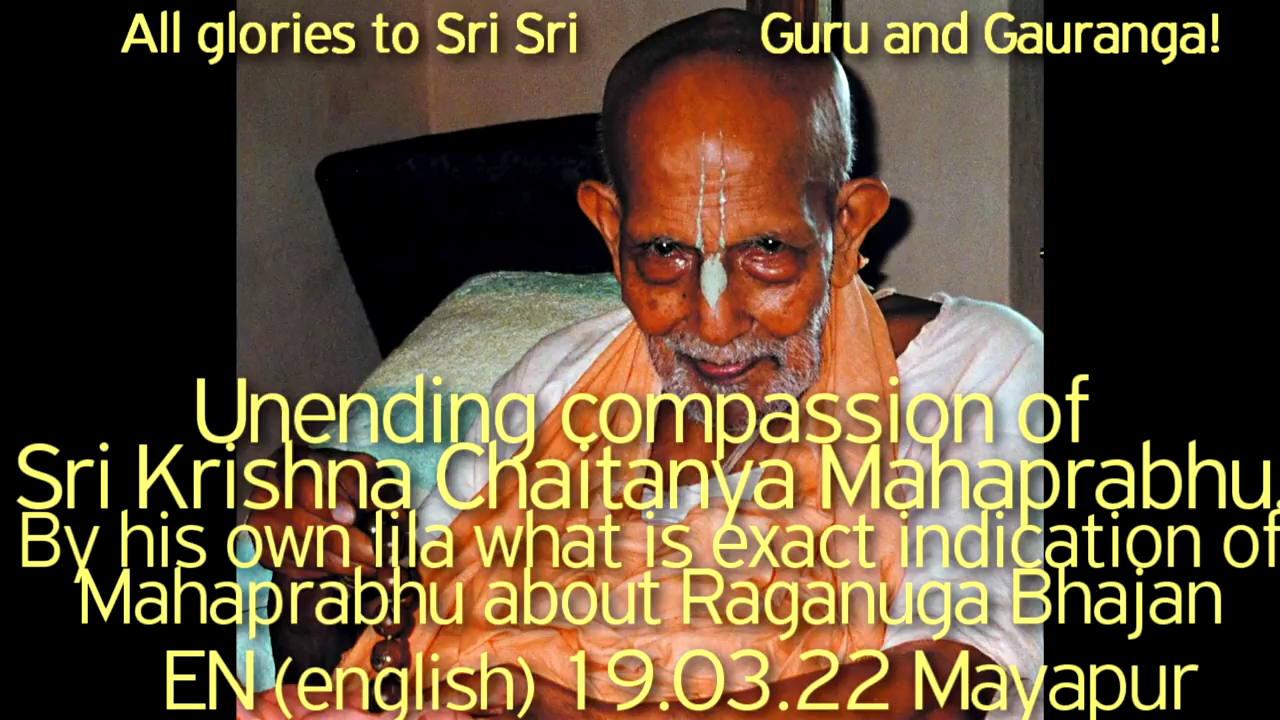 All glories to Sri Sri Guru and Gauranga!
Unending compassion of
Sri Krishna Chaitanya Mahaprabhu.
By his own lila what is exact indication of
Mahaprabhu about Raganuga Bhajan
EN (english) 19.03.22 Mayapur